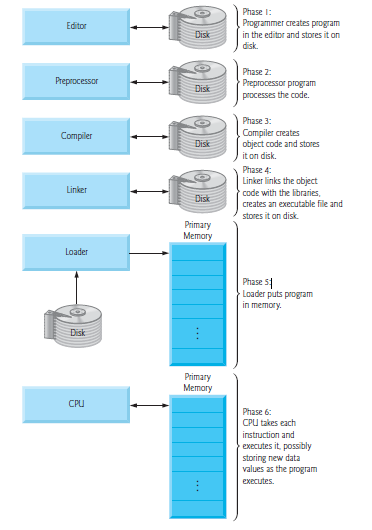 Editor
Disk
Phase 1:
Programmer creates program
in the editor and stores it on
disk.
Preprocessor
Disk
Phase 2:
Preprocessor program
processes the code.
Compiler
Disk
Phase 3:
Compiler creates
object code and stores
it on disk.
Linker
Disk
Phase 4:
Linker links the object
code with the libraries,
creates an executable file and
stores it on disk.
Primary
Memory
Loader
Disk
Phase 5:
Loader puts program
in memory.
Primary
Memory
CPU
Phase 6:
CPU takes each
instruction and
executes it, possibly
storing new data
values as the program
executes.